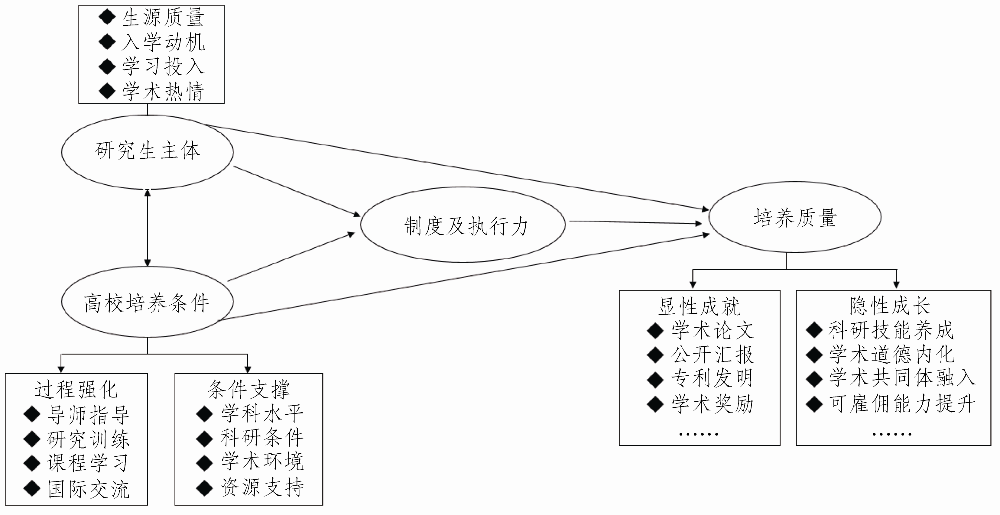 生源质量
入学动机
学习投入
学术热情
研究生主体
制度及执行力
培养质量
高校培养条件
过程强化
导师指导
研究训练
课程学习
国际交流
条件支撑
学科水平
科研条件
学术环境
资源支持
显性成就
学术论文
公开汇报
专利发明
学术奖励
……
隐性成长
科研技能养成
学术道德内化
学术共同体融入
可雇佣能力提升
……